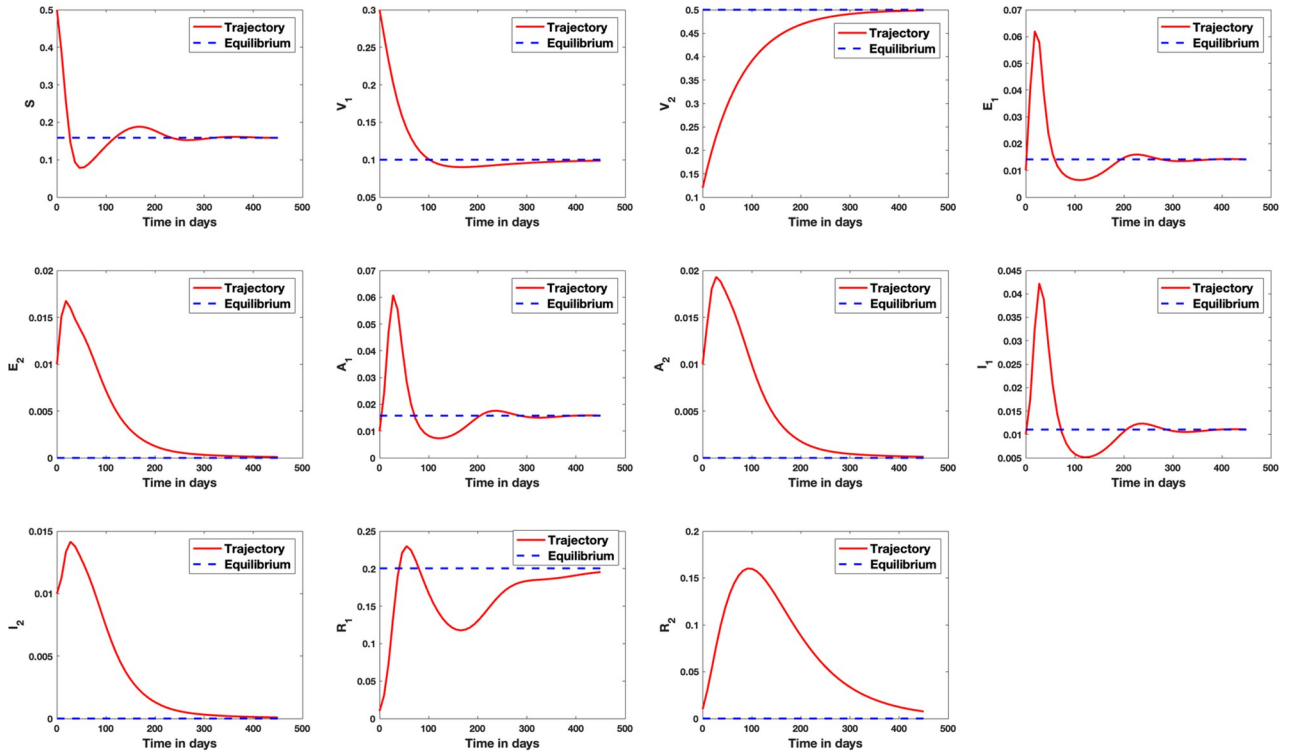 0.5
0.4
0.3
0.2
0.1
0
S
Trajectory
Equilibrium
0 100 200 300 400 500
Time in days
0.3
0.25
0.2
0.15
0.1
0.05
V1
Trajectory
Equilibrium
0 100 200 300 400 500
Time in days
0.5
0.45
0.4
0.35
0.3
0.25
0.2
0.15
0.1
V2
Trajectory
Equilibrium
0 100 200 300 400 500
Time in days
0.07
0.06
0.05
0.04
0.03
0.02
0.01
0
E1
Trajectory
Equilibrium
0 100 200 300 400 500
Time in days
0.02
0.015
0.01
0.005
0
E2
Trajectory
Equilibrium
0 100 200 300 400 500
Time in days
0.07
0.06
0.05
0.04
0.03
0.02
0.01
0
A1
Trajectory
Equilibrium
0 100 200 300 400 500
Time in days
0.02
0.015
0.01
0.005
0
A2
Trajectory
Equilibrium
0 100 200 300 400 500
Time in days
0.045
0.04
0.035
0.03
0.025
0.02
0.015
0.01
0.005
I1
Trajectory
Equilibrium
0 100 200 300 400 500
Time in days
0.015
0.01
0.005
0
I2
Trajectory
Equilibrium
0 100 200 300 400 500
Time in days
0.25
0.2
0.15
0.1
0.05
0
R1
Trajectory
Equilibrium
0 100 200 300 400 500
Time in days
0.2
0.15
0.1
0.05
0
R2
Trajectory
Equilibrium
0 100 200 300 400 500
Time in days